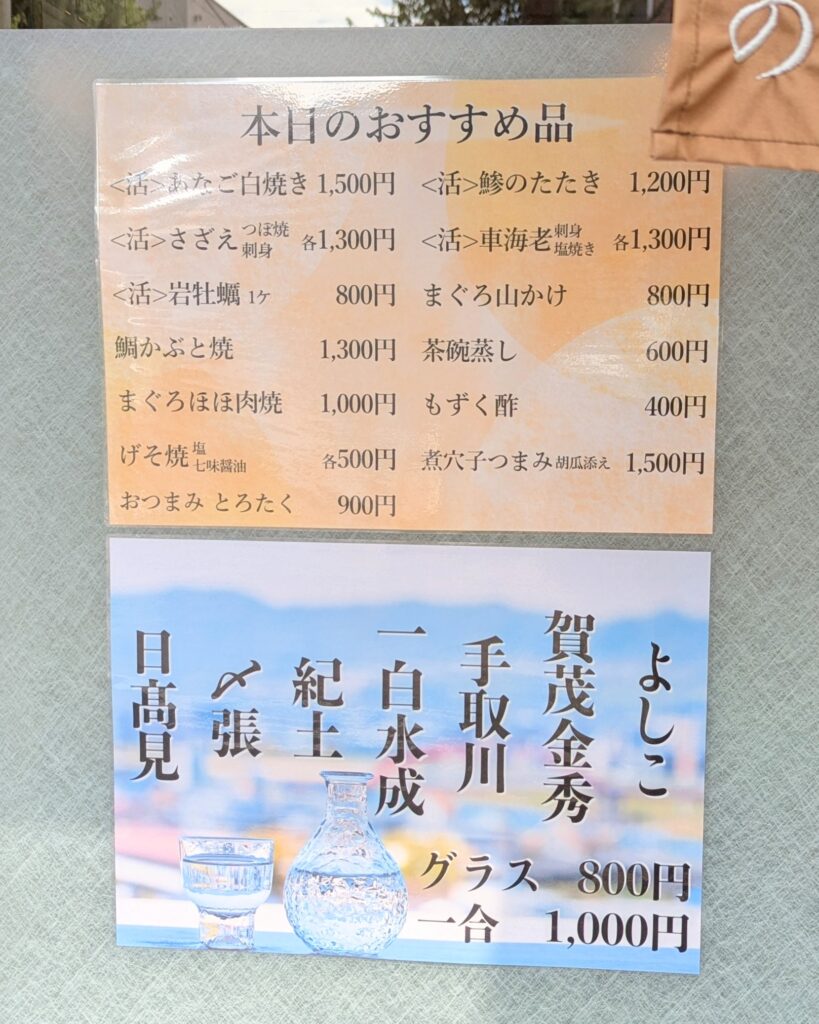 の
本日のおすすめ品
<活>あなご白焼き 1,500円
<活>さざえ つぼ焼 刺身 各1,300円
<活>岩牡蠣 1ケ 800円
鯛かぶと焼 1,300円
まぐろほほ肉焼 1,000円
げそ焼 塩 七味醤油 各500円
おつまみ とろたく 900円
<活>鯵のたたき 1,200円
<活>車海老 刺身 塩焼き 各1,300円
まぐろ山かけ 800円
茶碗蒸し 600円
もずく酢 400円
煮穴子つまみ 胡瓜添え 1,500円
よしこ
賀茂金秀
手取川
一白水成
紀土
〆張
日髙見
グラス 800円
一合 1,000円